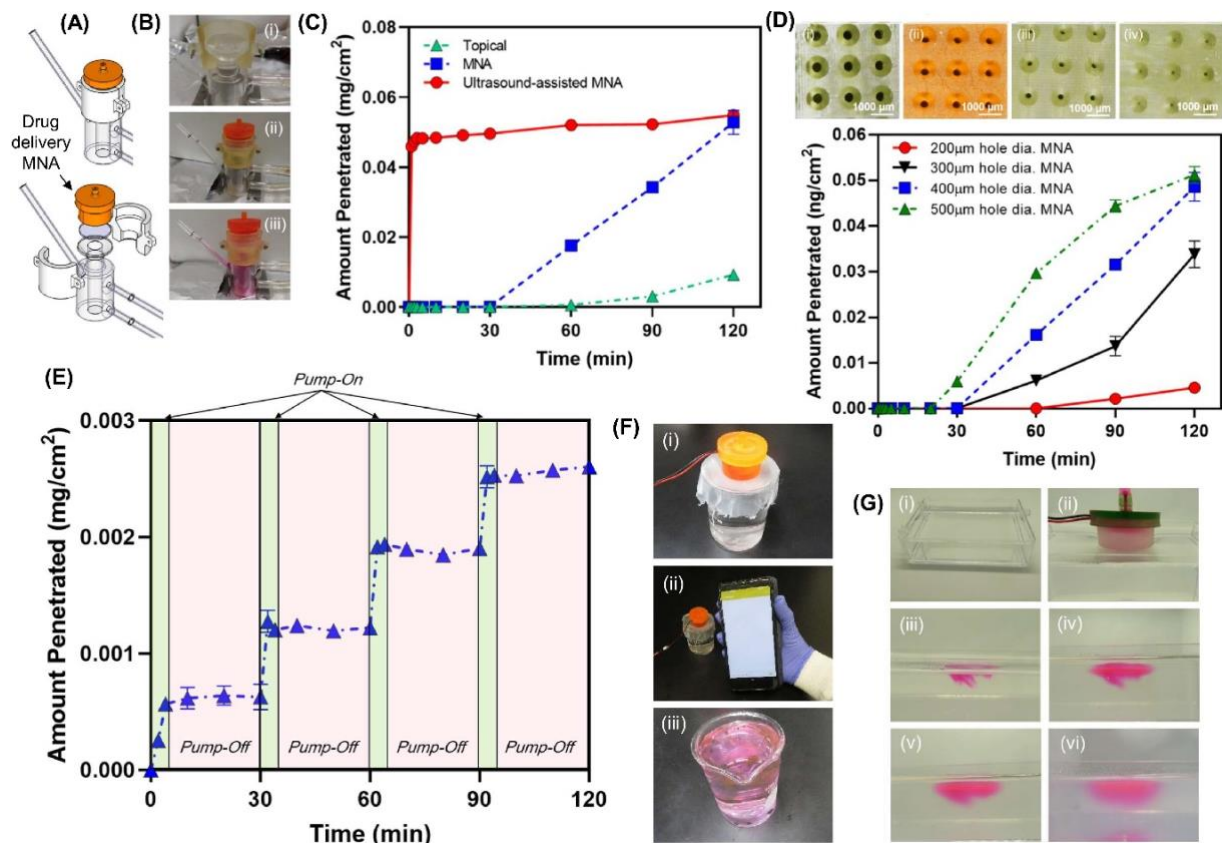 (A)
Drug
delivery
MNA
(B)
(i)
(ii)
(iii)
(C)
Amount Penetrated (mg/cm²)
0.08
0.06
0.04
0.02
0.00
Topical
MNA
Ultrasound-assisted MNA
0 30 60 90 120
Time (min)
(D)
(i) (ii) (iii) (iv)
1000 µm 1000 µm 1000 µm 1000 µm
Amount Penetrated (ng/cm²)
0.06
0.05
0.04
0.03
0.02
0.01
0.00
200µm hole dia. MNA
300µm hole dia. MNA
400µm hole dia. MNA
500µm hole dia. MNA
0 30 60 90 120
Time (min)
(E)
Pump-On
Amount Penetrated (mg/cm²)
0.003
0.002
0.001
0.000
Pump-Off Pump-Off Pump-Off Pump-Off
0 30 60 90 120
Time (min)
(F)
(i)
(ii)
(iii)
(G)
(i) (ii)
(iii) (iv)
(v) (vi)